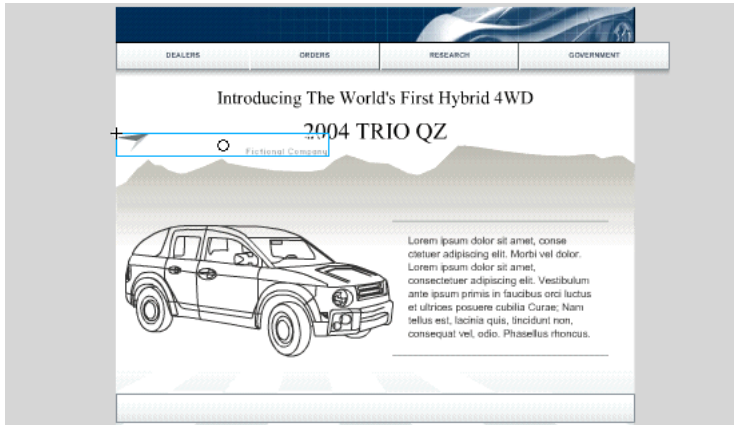 DEALERS ORDERS RESEARCH GOVERNMENT
Introducing The World's First Hybrid 4WD
2004 TRIO QZ
Fictional Company
Lorem ipsum dolor sit amet, conse
ctetuer adipiscing elit. Morbi vel dolor.
Lorem ipsum dolor sit amet,
consectetuer adipiscing elit. Vestibulum
ante ipsum primis in faucibus orci luctus
et ultrices posuere cubilia Curae; Nam
tellus est, lacinia quis, tincidunt non,
consequat vel, odio. Phasellus rhoncus.